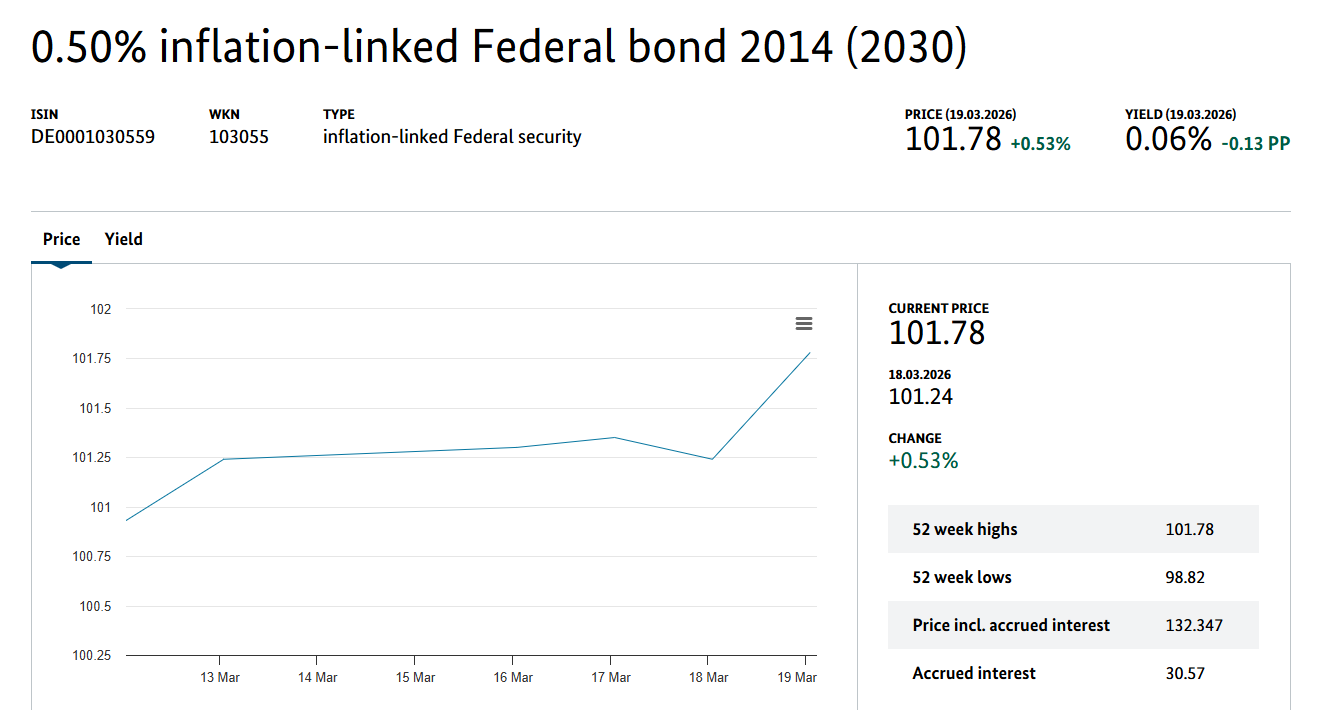 0.50% inflation-linked Federal bond 2014 (2030)
ISIN WKN TYPE PRICE (19.03.2026) YIELD (19.03.2026)
DE0001030559 103055 inflation-linked Federal security 101.78 +0.53% 0.06% -0.13 PP
Price Yield
102
101.75
101.5
101.25
101
100.75
100.5
100.25
13 Mar 14 Mar 15 Mar 16 Mar 17 Mar 18 Mar 19 Mar
CURRENT PRICE
101.78
18.03.2026
101.24
CHANGE
+0.53%
52 week highs 101.78
52 week lows 98.82
Price incl. accrued interest 132.347
Accrued interest 30.57